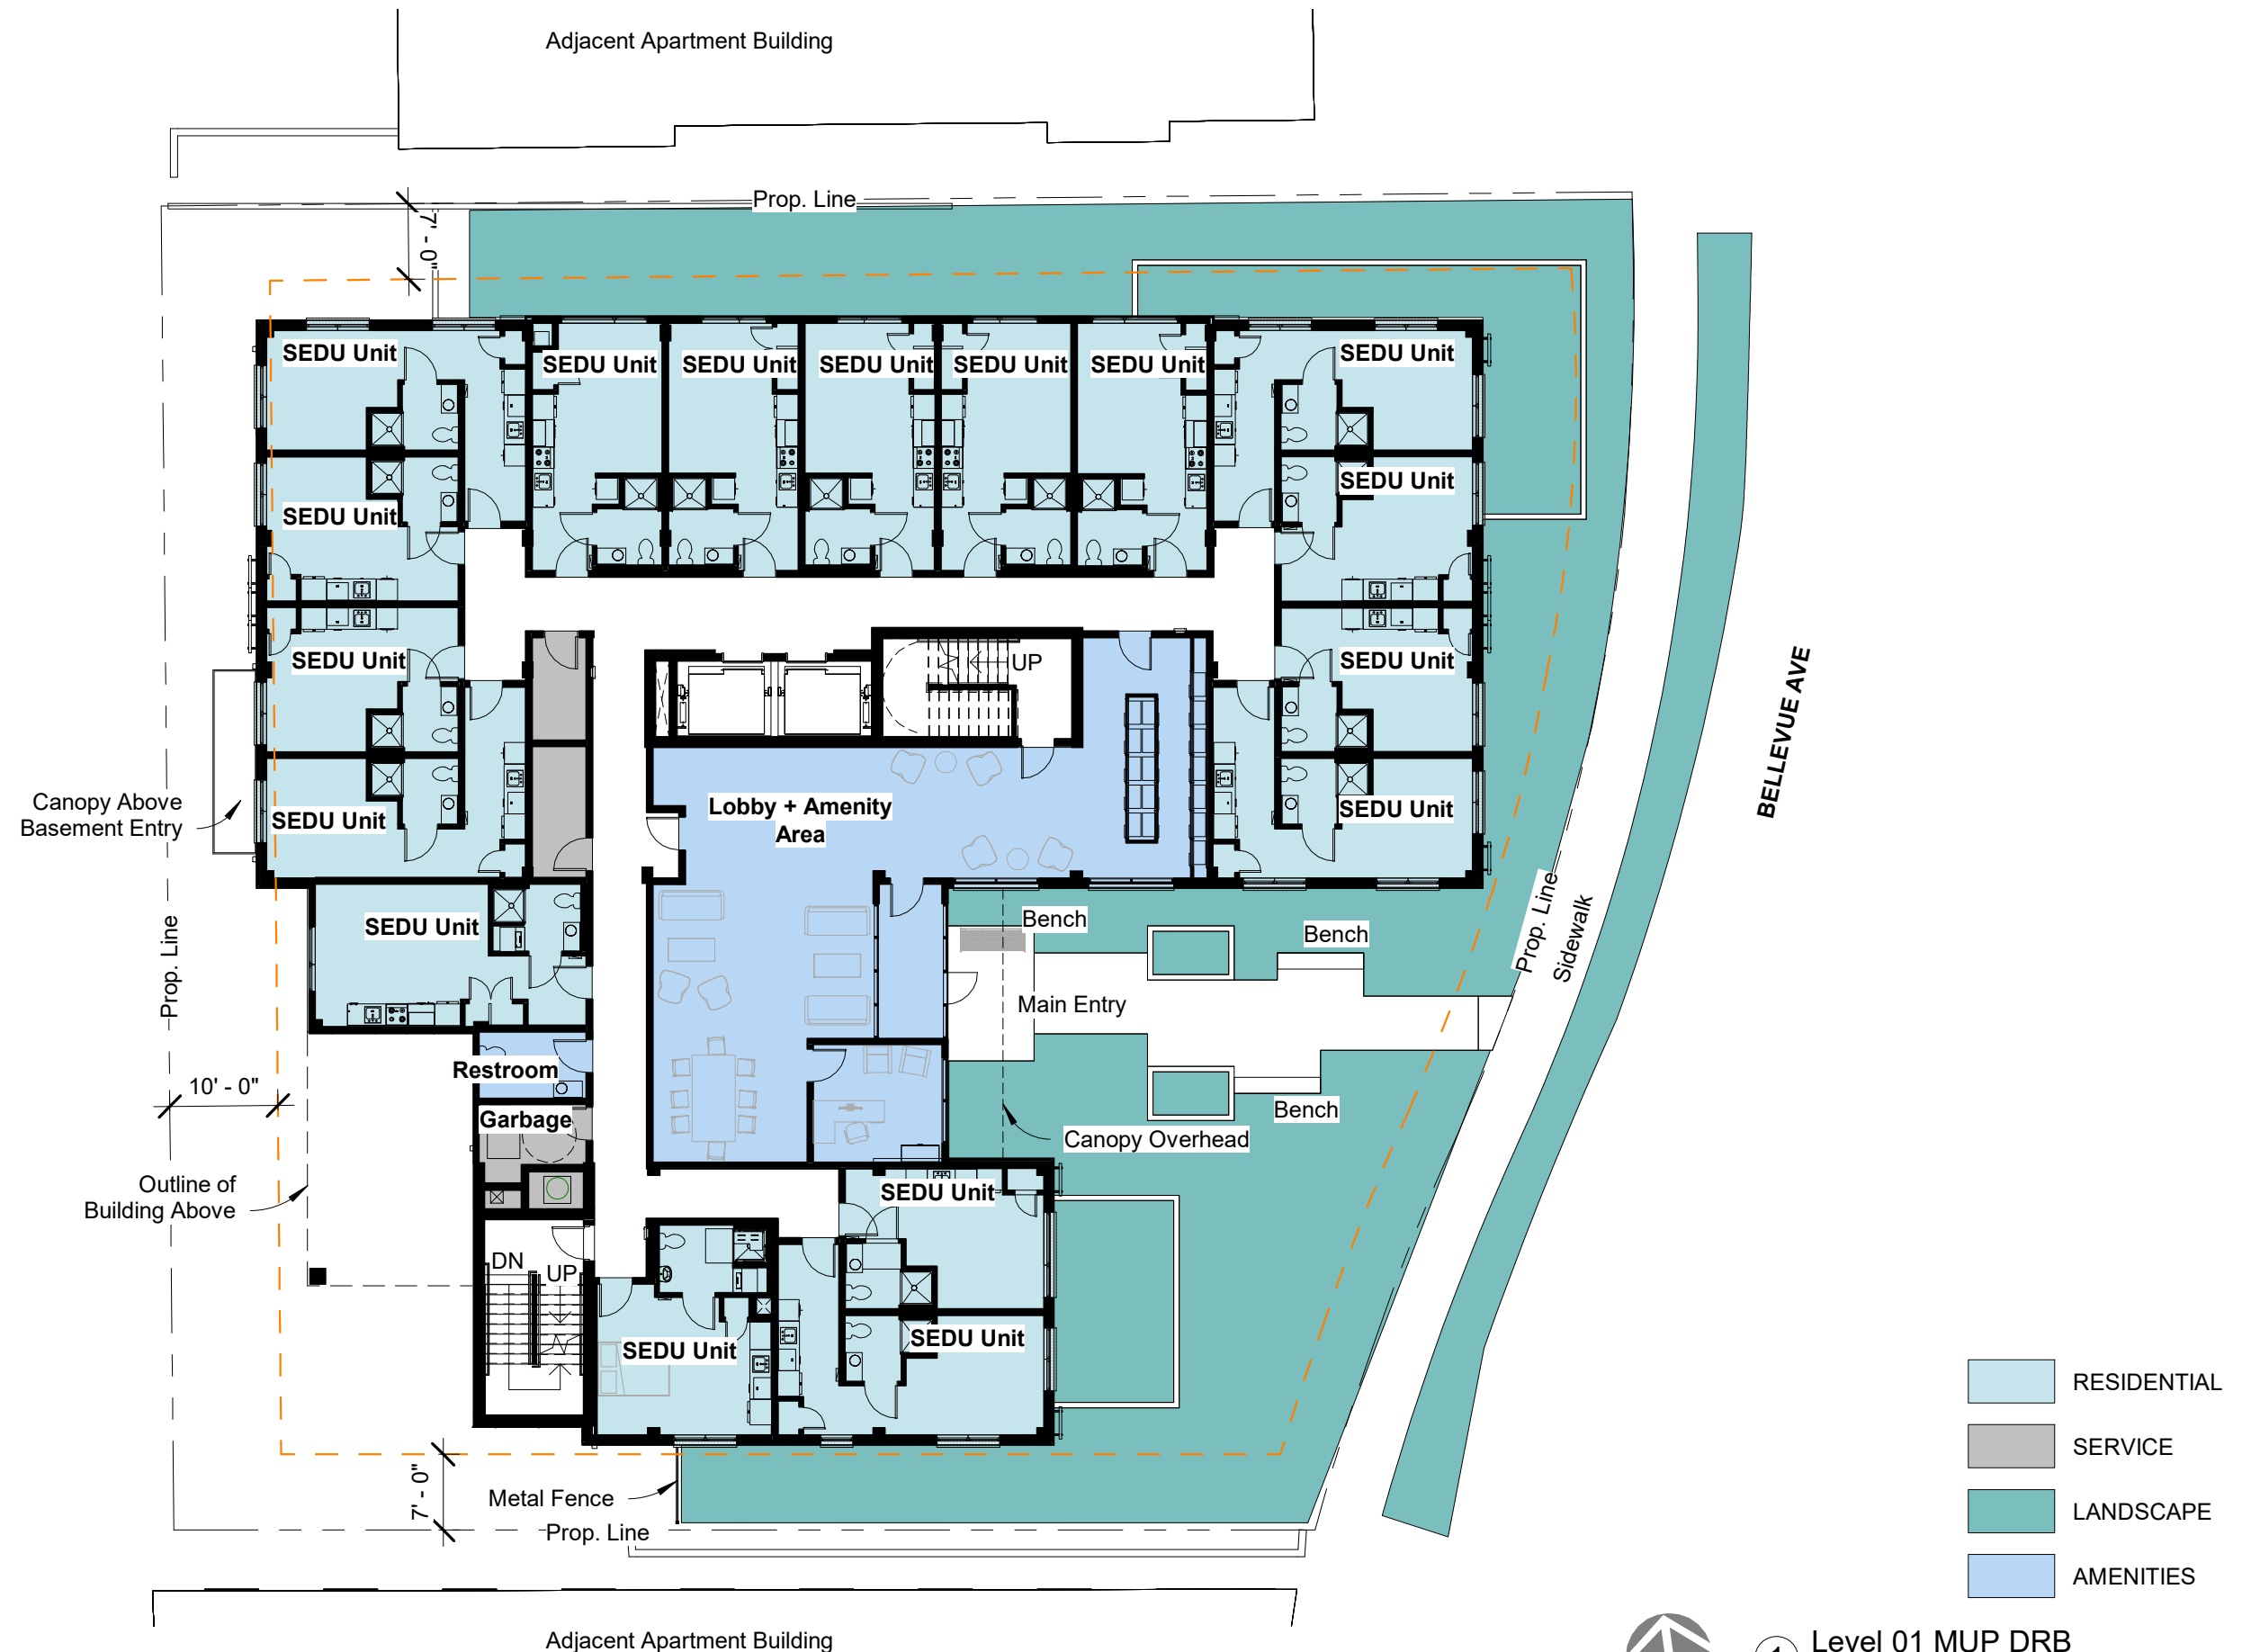 Adjacent Apartment Building
Prop. Line
7' - 0"
SEDU Unit
SEDU Unit
SEDU Unit
SEDU Unit
SEDU Unit
SEDU Unit
SEDU Unit
SEDU Unit
SEDU Unit
SEDU Unit
SEDU Unit
UP
BELLEVUE AVE
Canopy Above
Basement Entry
SEDU Unit
Lobby + Amenity
Area
SEDU Unit
Prop. Line
SEDU Unit
Bench
Bench
Prop. Line
Sidewalk
Main Entry
10' - 0"
Restroom
Garbage
Bench
Canopy Overhead
Outline of
Building Above
SEDU Unit
DN
UP
SEDU Unit
SEDU Unit
7' - 0"
Metal Fence
Prop. Line
Adjacent Apartment Building
RESIDENTIAL
SERVICE
LANDSCAPE
AMENITIES
1
Level 01 MUP DRB